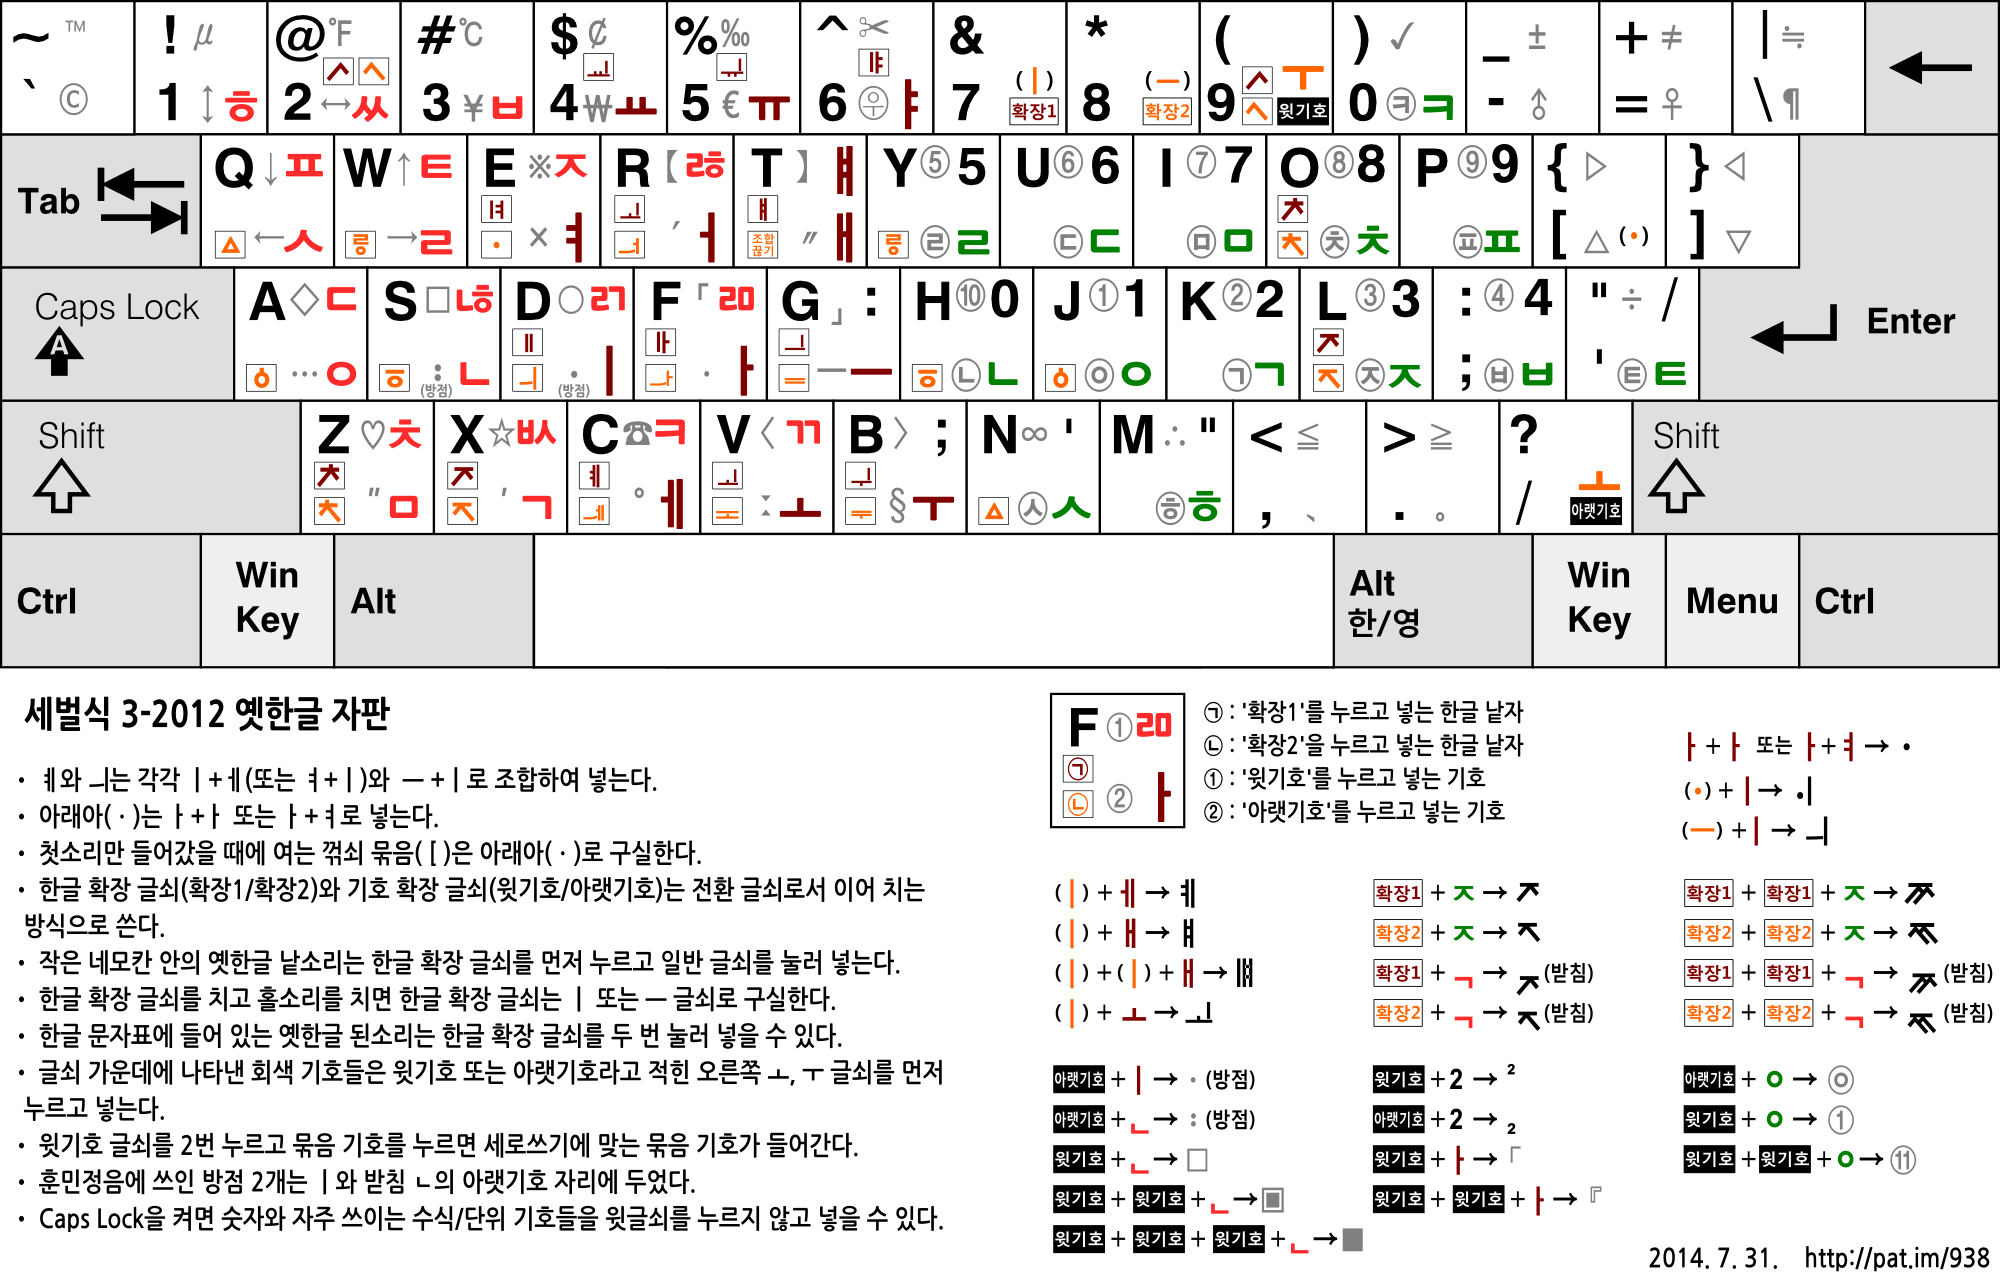 ~ ™ ! μ @ ℉ # ℃ $ ₵ % ‰ ^ ✂ & * ( ㅜ ) ✓ _ ± + ≠ | ≒
` © 1 ↕ ㅎ 2 ↔ ㅆ 3 ¥ ㅂ 4 ₩ ㅛ 5 € ㅠ 6 ㉾ ㅑ 7 (ㅣ) 확장1 8 (ㅡ) 확장2 9 윗기호 0 ㋋ ㅋ - ♂ = ♀ \ ¶
Tab Q ↓ ㅍ W ↑ ㅌ E ※ ㅈ R 【 ㅀ T 】 ㅒ Y ⑤ 5 U ⑥ 6 I ⑦ 7 O ⑧ 8 P ⑨ 9 { ▷ } ◁
ㅿ ← ㅅ ㆄ → ㄹ · × ㅕ ′ ㅓ 조합끊기 ″ ㅐ ㉣ ㄹ ㉢ ㄷ ㉤ ㅁ ㉩ ㅊ ㉬ ㅍ [ △ (·) ] ▽
Caps Lock A ◇ ㄷ S □ ㄶ D ○ ㄺ F 「 ㄻ G 」 : H ⑩ 0 J ① 1 K ② 2 L ③ 3 : ④ 4 " ÷ /
A … ㅇ : (방점) ㄴ · (방점) ㅣ · ㅏ ㅡ ㉡ ㄴ ㉧ ㅇ ㉠ ㄱ ㉨ ㅈ ; ㉥ ㅂ ' ㉫ ㅌ Enter
Shift Z ♡ ㅊ X ☆ ㅄ C ☎ ㅋ V 〈 ㄲ B 〉 ; N ∞ ' M ∴ " < ≦ > ≧ ? Shift
" ㅁ ' ㄱ ° ㅔ ㅗ § ㅜ ㅿ ㉦ ㅅ ㉭ ㅎ , 、 . 。 / ㅗ 아랫기호
Ctrl Win Key Alt Alt 한/영 Win Key Menu Ctrl
세벌식 3-2012 옛한글 자판
· ㅖ와 ㅢ는 각각 ㅣ+ㅔ(또는 ㅕ+ㅣ)와 ㅡ+ㅣ로 조합하여 넣는다.
· 아래아(ㆍ)는 ㅏ+ㅏ 또는 ㅏ+ㅕ로 넣는다.
· 첫소리만 들어갔을 때에 여는 꺾쇠 묶음( [ )은 아래아(ㆍ)로 구실한다.
· 한글 확장 글쇠(확장1/확장2)와 기호 확장 글쇠(윗기호/아랫기호)는 전환 글쇠로서 이어 치는
방식으로 쓴다.
· 작은 네모칸 안의 옛한글 낱소리는 한글 확장 글쇠를 먼저 누르고 일반 글쇠를 눌러 넣는다.
· 한글 확장 글쇠를 치고 홀소리를 치면 한글 확장 글쇠는 ㅣ 또는 ㅡ 글쇠로 구실한다.
· 한글 문자표에 들어 있는 옛한글 된소리는 한글 확장 글쇠를 두 번 눌러 넣을 수 있다.
· 글쇠 가운데에 나타낸 회색 기호들은 윗기호 또는 아랫기호라고 적힌 오른쪽 ㅗ, ㅜ 글쇠를 먼저
누르고 넣는다.
· 윗기호 글쇠를 2번 누르고 묶음 기호를 누르면 세로쓰기에 맞는 묶음 기호가 들어간다.
· 훈민정음에 쓰인 방점 2개는 ㅣ와 받침 ㄴ의 아랫기호 자리에 두었다.
· Caps Lock을 켜면 숫자와 자주 쓰이는 수식/단위 기호들을 윗글쇠를 누르지 않고 넣을 수 있다.
F ① ㄻ
㉠
㉡ ② ㅏ
㉠ : '확장1'를 누르고 넣는 한글 낱자
㉡ : '확장2'을 누르고 넣는 한글 낱자
① : '윗기호'를 누르고 넣는 기호
② : '아랫기호'를 누르고 넣는 기호
ㅏ + ㅏ 또는 ㅏ + ㅕ → ㆍ
(ㆍ) + ㅣ → ㆎ
(ㅡ) + ㅣ → ㅢ
(ㅣ) + ㅔ → ㅖ
(ㅣ) + ㅐ → ㅒ
(ㅣ) + (ㅣ) + ㅐ →
(ㅣ) + ㅗ → ㅚ
확장1 + ㅈ → ᅐ
확장2 + ㅈ → ᅎ
확장1 + ㄱ → ᅐ (받침)
확장2 + ㄱ → ᅎ (받침)
확장1 + 확장1 + ㅈ → ᅑ
확장2 + 확장2 + ㅈ → ᅏ
확장1 + 확장1 + ㄱ → ᅑ (받침)
확장2 + 확장2 + ㄱ → ᅏ (받침)
아랫기호 + ㅣ → · (방점)
아랫기호 + ㄴ → : (방점)
윗기호 + ㄴ → □
윗기호 + 윗기호 + ㄴ → ▣
윗기호 + 윗기호 + 윗기호 + ㄴ → ■
윗기호 + 2 → ²
아랫기호 + 2 → ₂
윗기호 + ㅏ → 「
윗기호 + 윗기호 + ㅏ → 『
아랫기호 + ㅇ → ㉧
윗기호 + ㅇ → ①
윗기호 + 윗기호 + ㅇ → ⑪
2014. 7. 31. http://pat.im/938